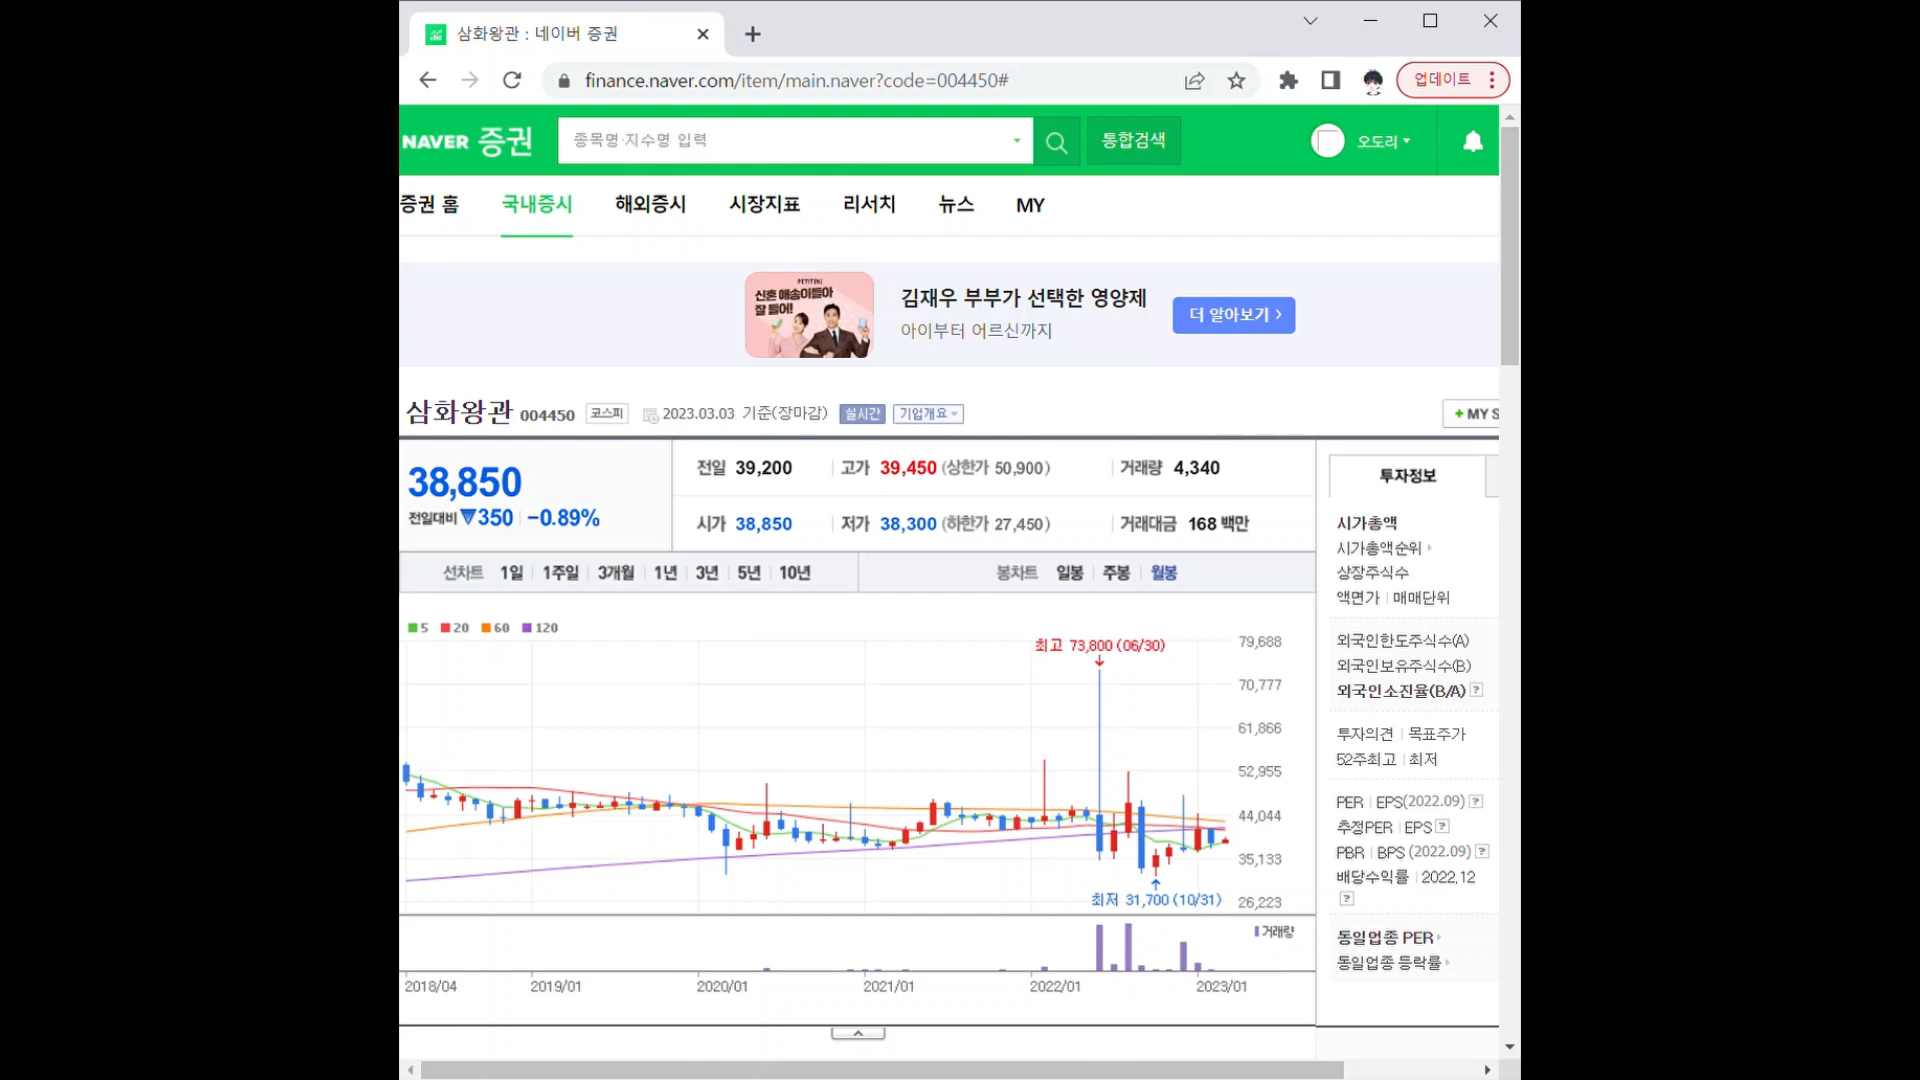 삼화왕관 : 네이버 증권
finance.naver.com/item/main.naver?code=004450#
업데이트
NAVER 증권
종목명·지수명 입력
통합검색
오도리
증권 홈 국내증시 해외증시 시장지표 리서치 뉴스 MY
PETITEN!
신혼 애송이들아
잘 들어!
김재우 부부가 선택한 영양제
아이부터 어르신까지
더 알아보기 >
삼화왕관 004450 코스피 2023.03.03 기준(장마감) 실시간 기업개요
+ MY S
38,850
전일대비 ▼350 -0.89%
전일 39,200 고가 39,450 (상한가 50,900) 거래량 4,340
시가 38,850 저가 38,300 (하한가 27,450) 거래대금 168 백만
선차트 1일 1주일 3개월 1년 3년 5년 10년 봉차트 일봉 주봉 월봉
5 20 60 120
최고 73,800 (06/30)
79,688
70,777
61,866
52,955
44,044
35,133
26,223
최저 31,700 (10/31)
거래량
2018/04 2019/01 2020/01 2021/01 2022/01 2023/01
투자정보
시가총액
시가총액순위
상장주식수
액면가 | 매매단위
외국인한도주식수(A)
외국인보유주식수(B)
외국인소진율(B/A) ?
투자의견 | 목표주가
52주최고 | 최저
PER | EPS(2022.09) ?
추정PER | EPS ?
PBR | BPS (2022.09) ?
배당수익률 | 2022.12
?
동일업종 PER
동일업종 등락률